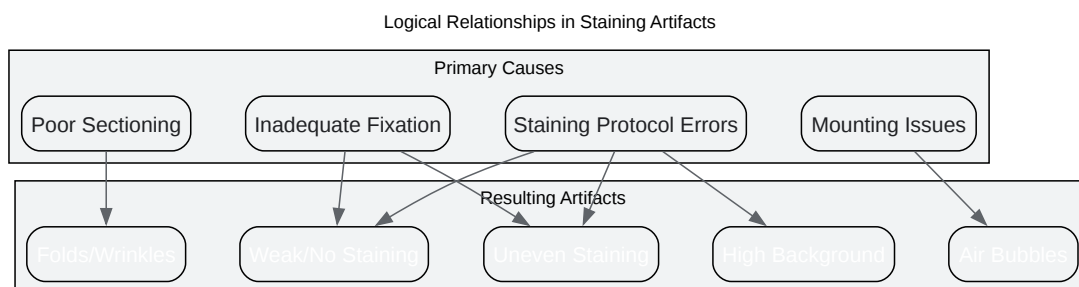 Logical Relationships in Staining Artifacts
Primary Causes
Poor Sectioning
Inadequate Fixation
Staining Protocol Errors
Mounting Issues
Resulting Artifacts
Folds/Wrinkles
Weak/No Staining
Uneven Staining
High Background
Air Bubbles